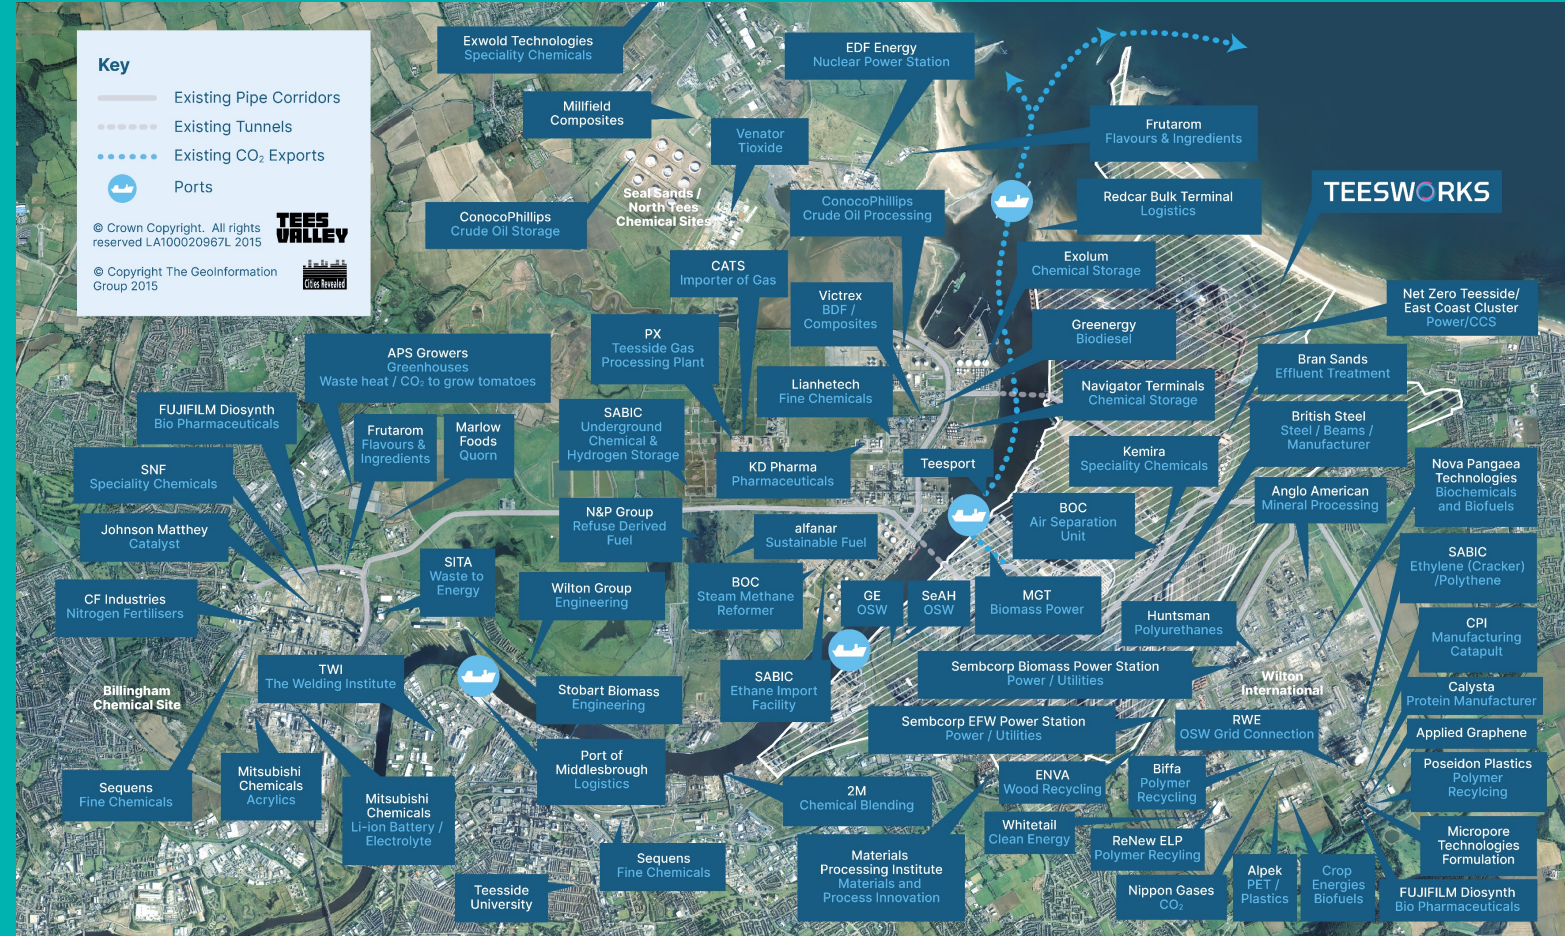 Key
Existing Pipe Corridors
Existing Tunnels
Existing CO₂ Exports
Ports
© Crown Copyright. All rights
reserved LA100020967L 2015
TEES
VALLEY
© Copyright The GeoInformation
Group 2015
Cities Revealed
Exwold Technologies
Speciality Chemicals
EDF Energy
Nuclear Power Station
Millfield
Composites
Venator
Tioxide
Frutarom
Flavours & Ingredients
Seal Sands /
North Tees
Chemical Sites
ConocoPhillips
Crude Oil Storage
ConocoPhillips
Crude Oil Processing
Redcar Bulk Terminal
Logistics
TEESWORKS
CATS
Importer of Gas
Exolum
Chemical Storage
Victrex
BDF /
Composites
Net Zero Teesside/
East Coast Cluster
Power/CCS
PX
Teesside Gas
Processing Plant
Greenergy
Biodiesel
APS Growers
Greenhouses
Waste heat / CO₂ to grow tomatoes
Bran Sands
Effluent Treatment
Lianhetech
Fine Chemicals
Navigator Terminals
Chemical Storage
FUJIFILM Diosynth
Bio Pharmaceuticals
Frutarom
Flavours &
Ingredients
Marlow
Foods
Quorn
SABIC
Underground
Chemical &
Hydrogen Storage
British Steel
Steel / Beams /
Manufacturer
SNF
Speciality Chemicals
KD Pharma
Pharmaceuticals
Teesport
Kemira
Speciality Chemicals
Nova Pangaea
Technologies
Biochemicals
and Biofuels
Anglo American
Mineral Processing
Johnson Matthey
Catalyst
N&P Group
Refuse Derived
Fuel
alfanar
Sustainable Fuel
BOC
Air Separation
Unit
SITA
Waste to
Energy
SABIC
Ethylene (Cracker)
/Polythene
CF Industries
Nitrogen Fertilisers
Wilton Group
Engineering
BOC
Steam Methane
Reformer
GE
OSW
SeAH
OSW
MGT
Biomass Power
Huntsman
Polyurethanes
CPI
Manufacturing
Catapult
TWI
The Welding Institute
Billingham
Chemical Site
Stobart Biomass
Engineering
SABIC
Ethane Import
Facility
Sembcorp Biomass Power Station
Power / Utilities
Wilton
International
Calysta
Protein Manufacturer
Sembcorp EFW Power Station
Power / Utilities
RWE
OSW Grid Connection
Applied Graphene
Port of
Middlesbrough
Logistics
Sequens
Fine Chemicals
Mitsubishi
Chemicals
Acrylics
Mitsubishi
Chemicals
Li-ion Battery /
Electrolyte
2M
Chemical Blending
ENVA
Wood Recycling
Biffa
Polymer
Recycling
Poseidon Plastics
Polymer
Recylcing
Whitetail
Clean Energy
ReNew ELP
Polymer Recyling
Micropore
Technologies
Formulation
Sequens
Fine Chemicals
Materials
Processing Institute
Materials and
Process Innovation
Teesside
University
Nippon Gases
CO₂
Alpek
PET /
Plastics
Crop
Energies
Biofuels
FUJIFILM Diosynth
Bio Pharmaceuticals